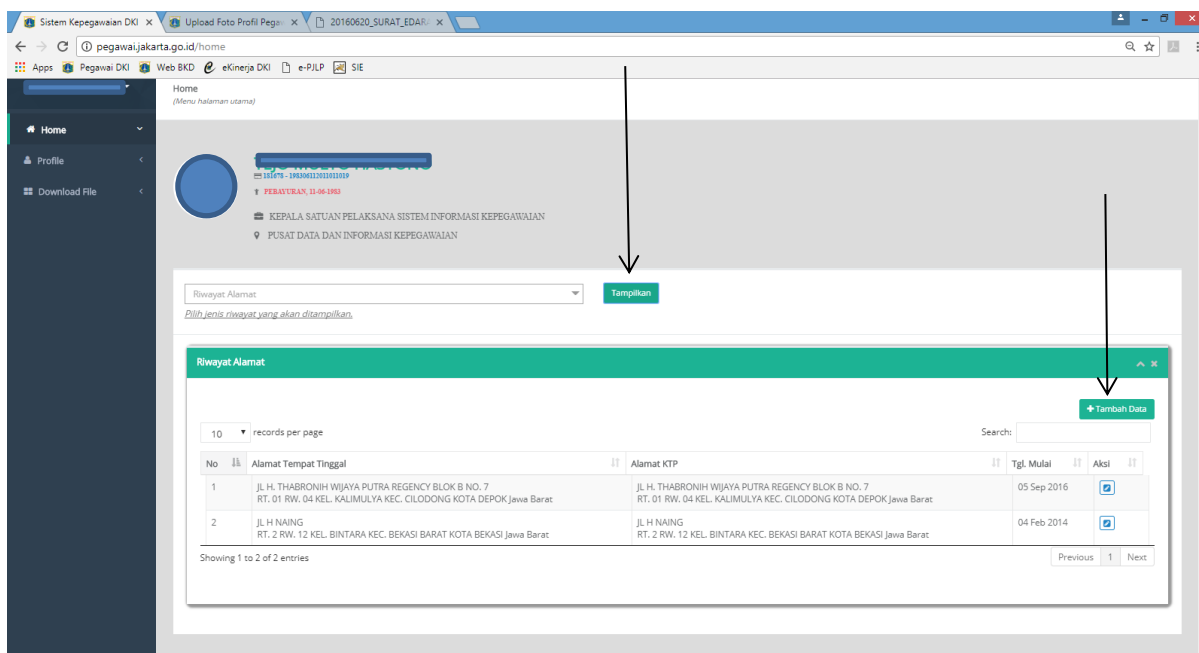 Sistem Kepegawaian DKI
Upload Foto Profil Pegaw
20160620_SURAT_EDARA
pegawai.jakarta.go.id/home
Apps Pegawai DKI Web BKD eKinerja DKI e-PJLP SIE
Home
(Menu halaman utama)
Home
Profile
Download File
181678 - 198306112011011019
PERAYURAN, 11-06-1983
KEPALA SATUAN PELAKSANA SISTEM INFORMASI KEPEGAWAIAN
PUSAT DATA DAN INFORMASI KEPEGAWAIAN
Riwayat Alamat Tampilkan
Pilih jenis riwayat yang akan ditampilkan.
Riwayat Alamat
+Tambah Data
10 records per page Search:
No Alamat Tempat Tinggal Alamat KTP Tgl. Mulai Aksi
1 JL H. THABRONIH WIJAYA PUTRA REGENCY BLOK B NO. 7 JL H. THABRONIH WIJAYA PUTRA REGENCY BLOK B NO. 7 05 Sep 2016
RT. 01 RW. 04 KEL. KALIMULYA KEC. CILODONG KOTA DEPOK Jawa Barat RT. 01 RW. 04 KEL. KALIMULYA KEC. CILODONG KOTA DEPOK Jawa Barat
2 JL H NAING JL H NAING 04 Feb 2014
RT. 2 RW. 12 KEL. BINTARA KEC. BEKASI BARAT KOTA BEKASI Jawa Barat RT. 2 RW. 12 KEL. BINTARA KEC. BEKASI BARAT KOTA BEKASI Jawa Barat
Showing 1 to 2 of 2 entries Previous 1 Next